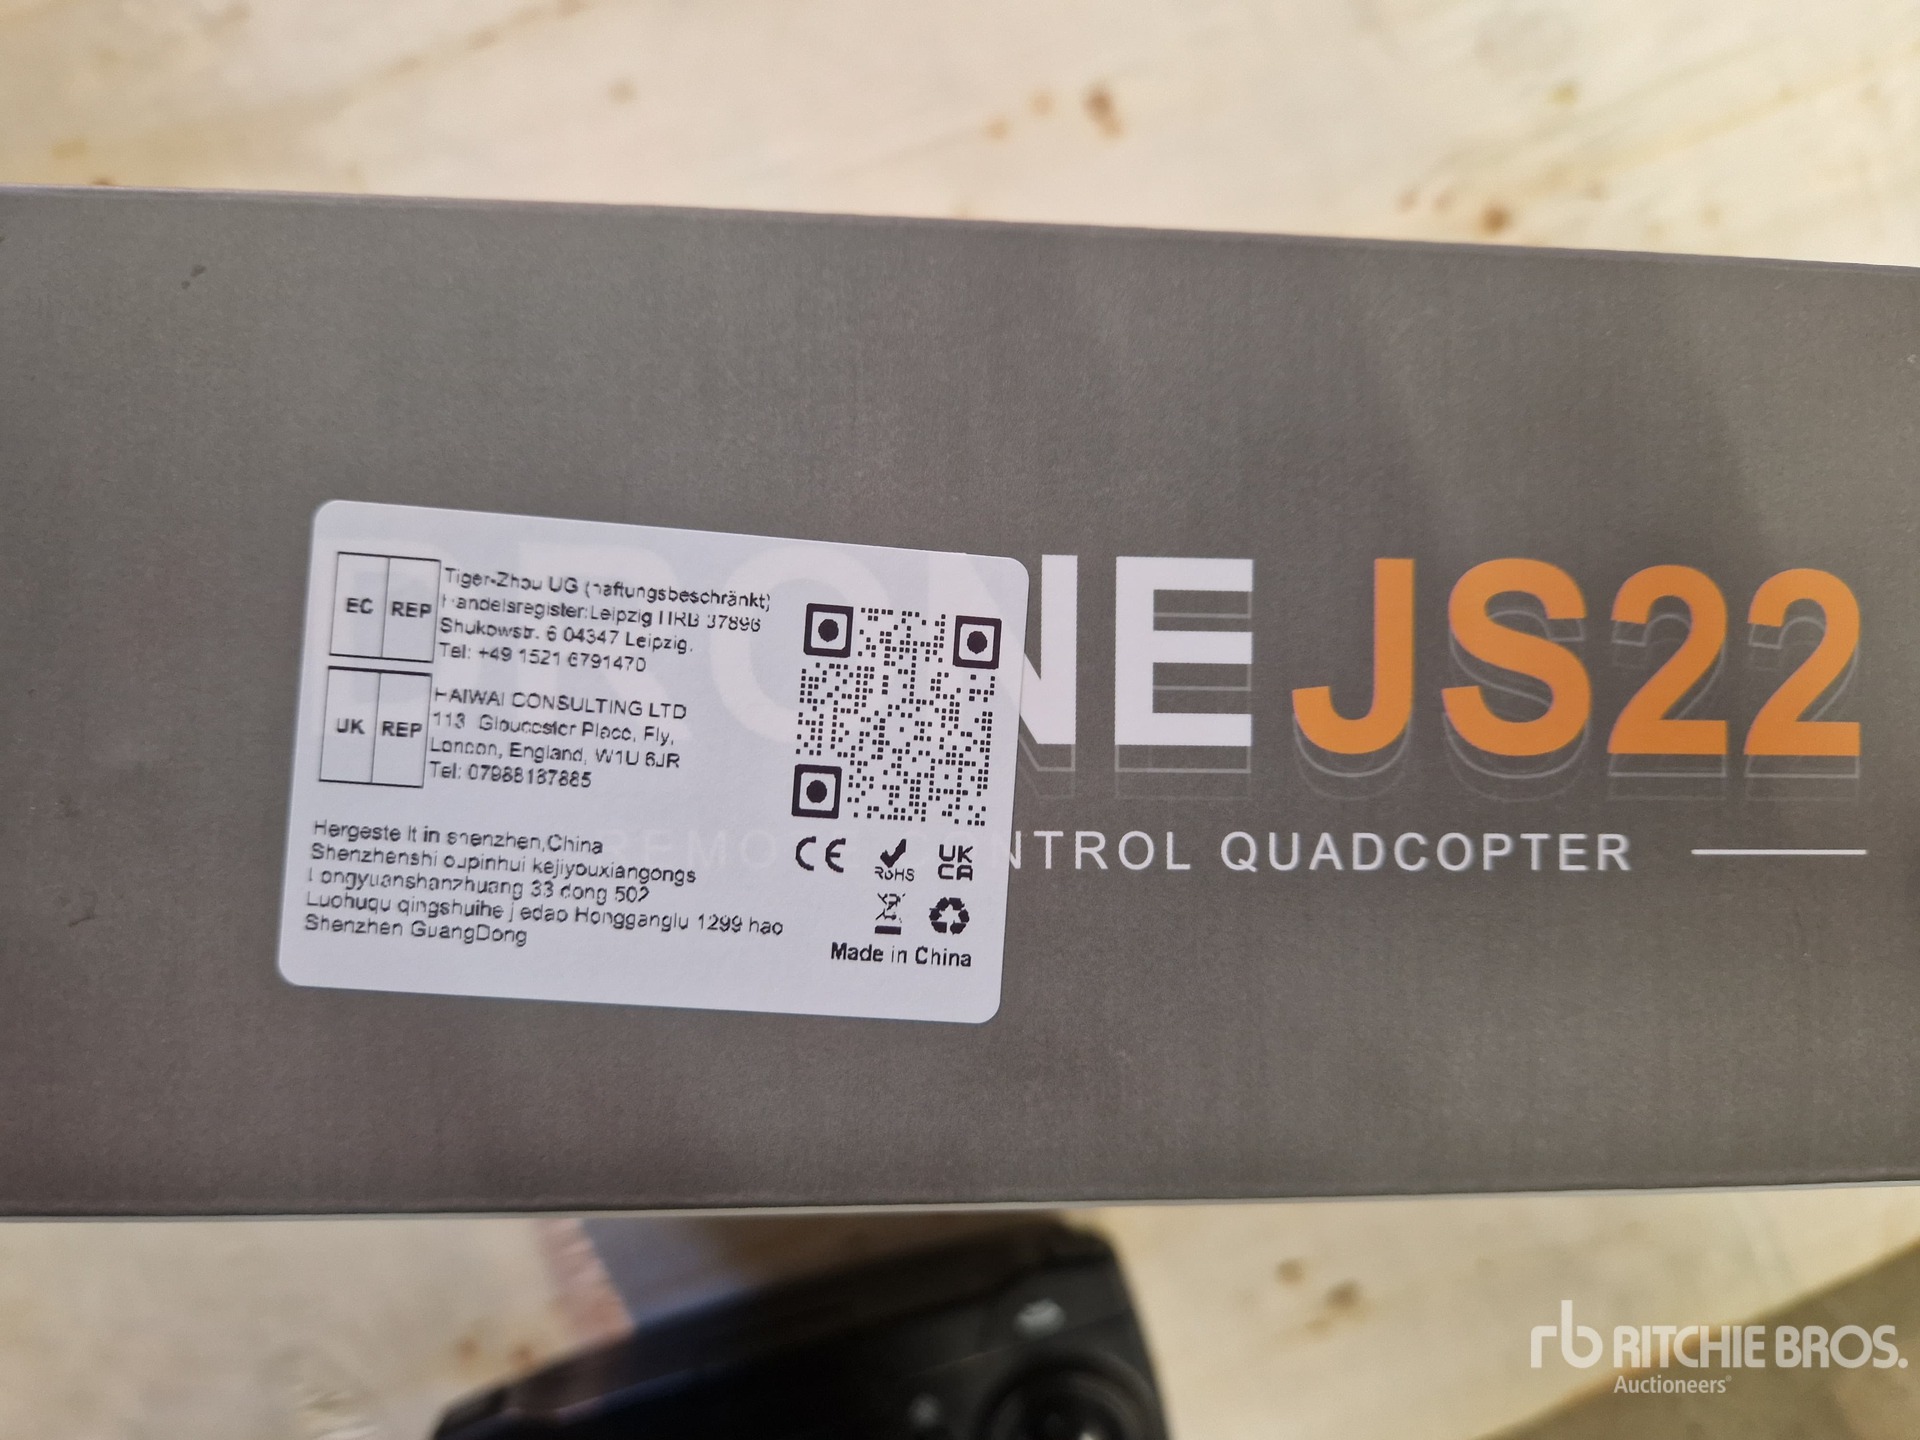 EC REP
Tiger-Zhou UG (haftungsbeschränkt)
Handelsregister:Leipzig HRB 37896
Shukowstr. 6 04347 Leipzig.
Tel: +49 1521 6791470
UK REP
HAIWAI CONSULTING LTD
113 Gloucester Place, Fly,
London, England, W1U 6JR
Tel: 07988187885
Hergeste lt in shenzhen,China
Shenzhenshi oupinhui kejiyouxiangongs
Longyuanshanzhuang 33 dong 502
Luohuqu qingshuihe j edao Hongganglu 1299 hao
Shenzhen GuangDong
CE
RoHS
UK
CA
Made in China
DRONE JS22
REMOTE CONTROL QUADCOPTER
rb RITCHIE BROS.
Auctioneers